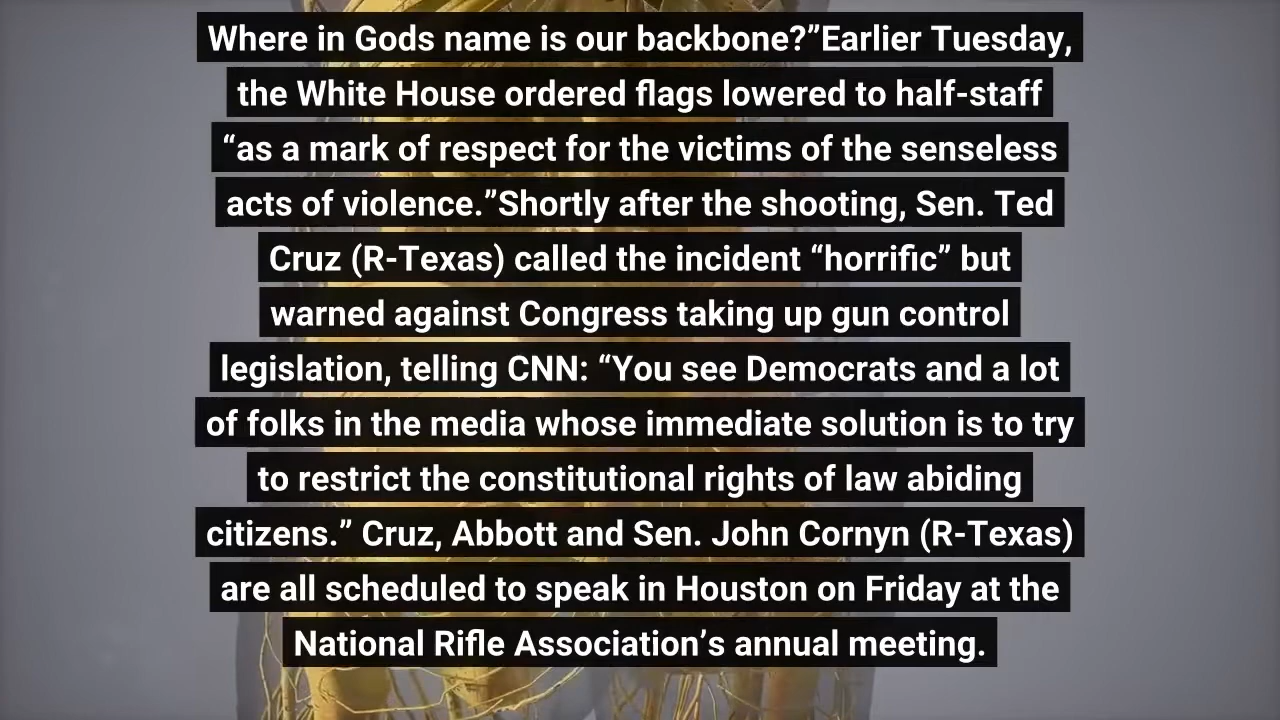 Where in Gods name is our backbone?”Earlier Tuesday,
the White House ordered flags lowered to half-staff
“as a mark of respect for the victims of the senseless
acts of violence.”Shortly after the shooting, Sen. Ted
Cruz (R-Texas) called the incident “horrific” but
warned against Congress taking up gun control
legislation, telling CNN: “You see Democrats and a lot
of folks in the media whose immediate solution is to try
to restrict the constitutional rights of law abiding
citizens.” Cruz, Abbott and Sen. John Cornyn (R-Texas)
are all scheduled to speak in Houston on Friday at the
National Rifle Association’s annual meeting.